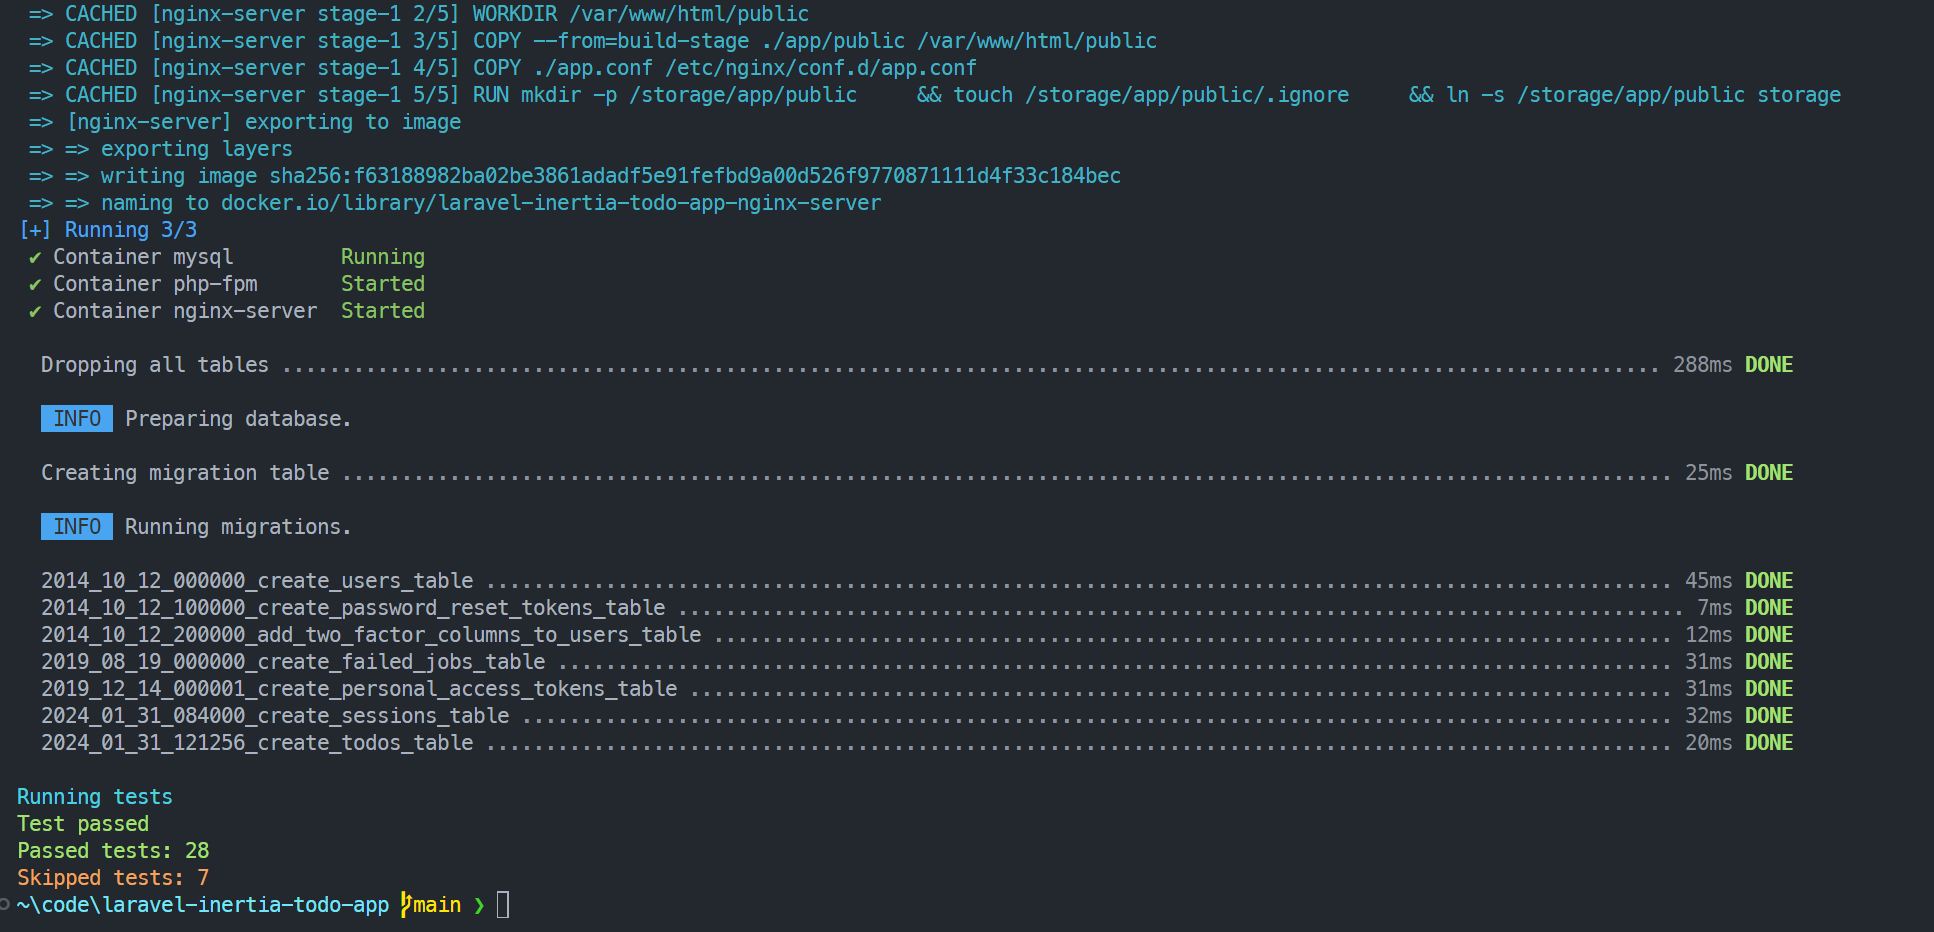 => CACHED [nginx-server stage-1 2/5] WORKDIR /var/www/html/public
=> CACHED [nginx-server stage-1 3/5] COPY --from=build-stage ./app/public /var/www/html/public
=> CACHED [nginx-server stage-1 4/5] COPY ./app.conf /etc/nginx/conf.d/app.conf
=> CACHED [nginx-server stage-1 5/5] RUN mkdir -p /storage/app/public     && touch /storage/app/public/.ignore     && ln -s /storage/app/public storage
=> [nginx-server] exporting to image
=> => exporting layers
=> => writing image sha256:f63188982ba02be3861adadf5e91fefbd9a00d526f9770871111d4f33c184bec
=> => naming to docker.io/library/laravel-inertia-todo-app-nginx-server
[+] Running 3/3
✔ Container mysql         Running
✔ Container php-fpm       Started
✔ Container nginx-server  Started
Dropping all tables ................................................................................................................... 288ms DONE
INFO Preparing database.
Creating migration table ............................................................................................................... 25ms DONE
INFO Running migrations.
2014_10_12_000000_create_users_table ................................................................................................... 45ms DONE
2014_10_12_100000_create_password_reset_tokens_table .................................................................................... 7ms DONE
2014_10_12_200000_add_two_factor_columns_to_users_table ................................................................................ 12ms DONE
2019_08_19_000000_create_failed_jobs_table ............................................................................................. 31ms DONE
2019_12_14_000001_create_personal_access_tokens_table .................................................................................. 31ms DONE
2024_01_31_084000_create_sessions_table ................................................................................................ 32ms DONE
2024_01_31_121256_create_todos_table ................................................................................................... 20ms DONE
Running tests
Test passed
Passed tests: 28
Skipped tests: 7
~\code\laravel-inertia-todo-app main ❯